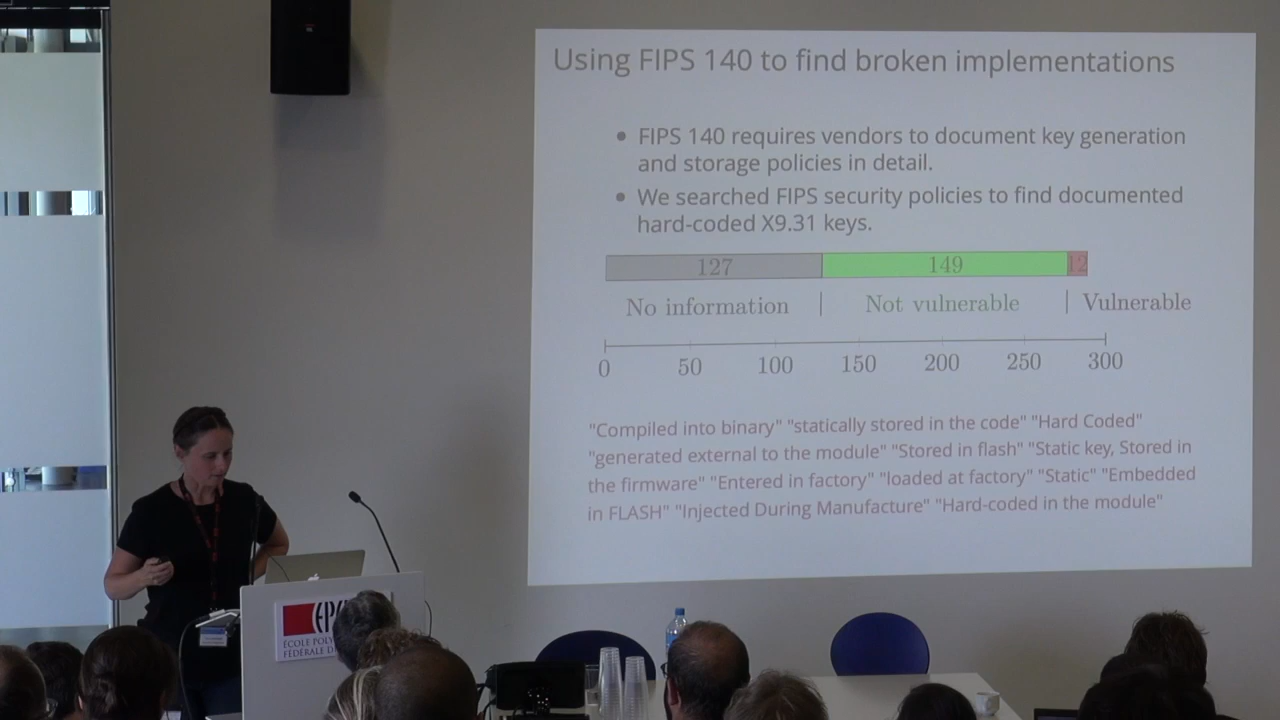 Using FIPS 140 to find broken implementations
• FIPS 140 requires vendors to document key generation
and storage policies in detail.
• We searched FIPS security policies to find documented
hard-coded X9.31 keys.
127 149 12
No information | Not vulnerable | Vulnerable
0 50 100 150 200 250 300
"Compiled into binary" "statically stored in the code" "Hard Coded"
"generated external to the module" "Stored in flash" "Static key, Stored in
the firmware" "Entered in factory" "loaded at factory" "Static" "Embedded
in FLASH" "Injected During Manufacture" "Hard-coded in the module"
ÉCOLE